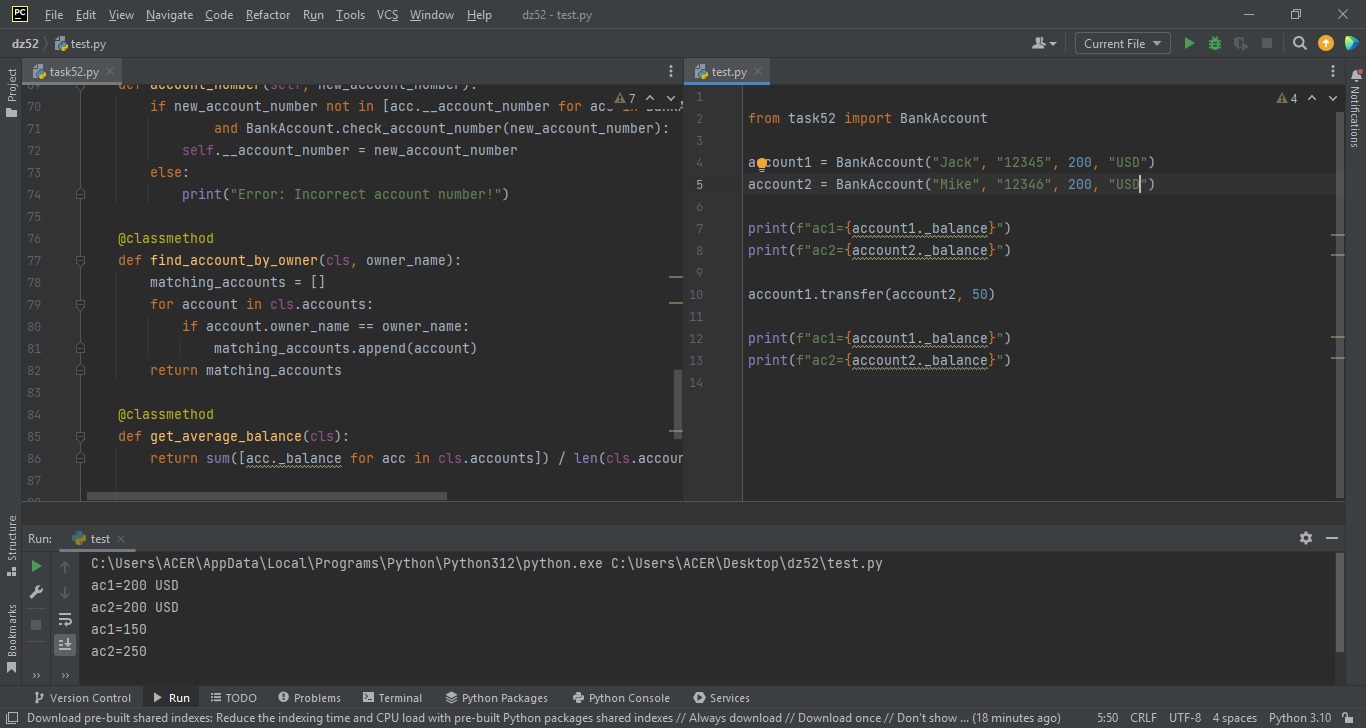 PC File Edit View Navigate Code Refactor Run Tools VCS Window Help dz52 - test.py
dz52 test.py Current File
Project
task52.py
7
70 if new_account_number not in [acc.__account_number for acc in BankA
71 and BankAccount.check_account_number(new_account_number):
72 self.__account_number = new_account_number
73 else:
74 print("Error: Incorrect account number!")
75
76 @classmethod
77 def find_account_by_owner(cls, owner_name):
78 matching_accounts = []
79 for account in cls.accounts:
80 if account.owner_name == owner_name:
81 matching_accounts.append(account)
82 return matching_accounts
83
84 @classmethod
85 def get_average_balance(cls):
86 return sum([acc._balance for acc in cls.accounts]) / len(cls.accoun
87
test.py
4
1
2 from task52 import BankAccount
3
4 account1 = BankAccount("Jack", "12345", 200, "USD")
5 account2 = BankAccount("Mike", "12346", 200, "USD")
6
7 print(f"ac1={account1._balance}")
8 print(f"ac2={account2._balance}")
9
10 account1.transfer(account2, 50)
11
12 print(f"ac1={account1._balance}")
13 print(f"ac2={account2._balance}")
14
Notifications
Structure
Bookmarks
Run: test
C:\Users\ACER\AppData\Local\Programs\Python\Python312\python.exe C:\Users\ACER\Desktop\dz52\test.py
ac1=200 USD
ac2=200 USD
ac1=150
ac2=250
Version Control Run TODO Problems Terminal Python Packages Python Console Services
Download pre-built shared indexes: Reduce the indexing time and CPU load with pre-built Python packages shared indexes // Always download // Download once // Don't show ... (18 minutes ago) 5:50 CRLF UTF-8 4 spaces Python 3.10